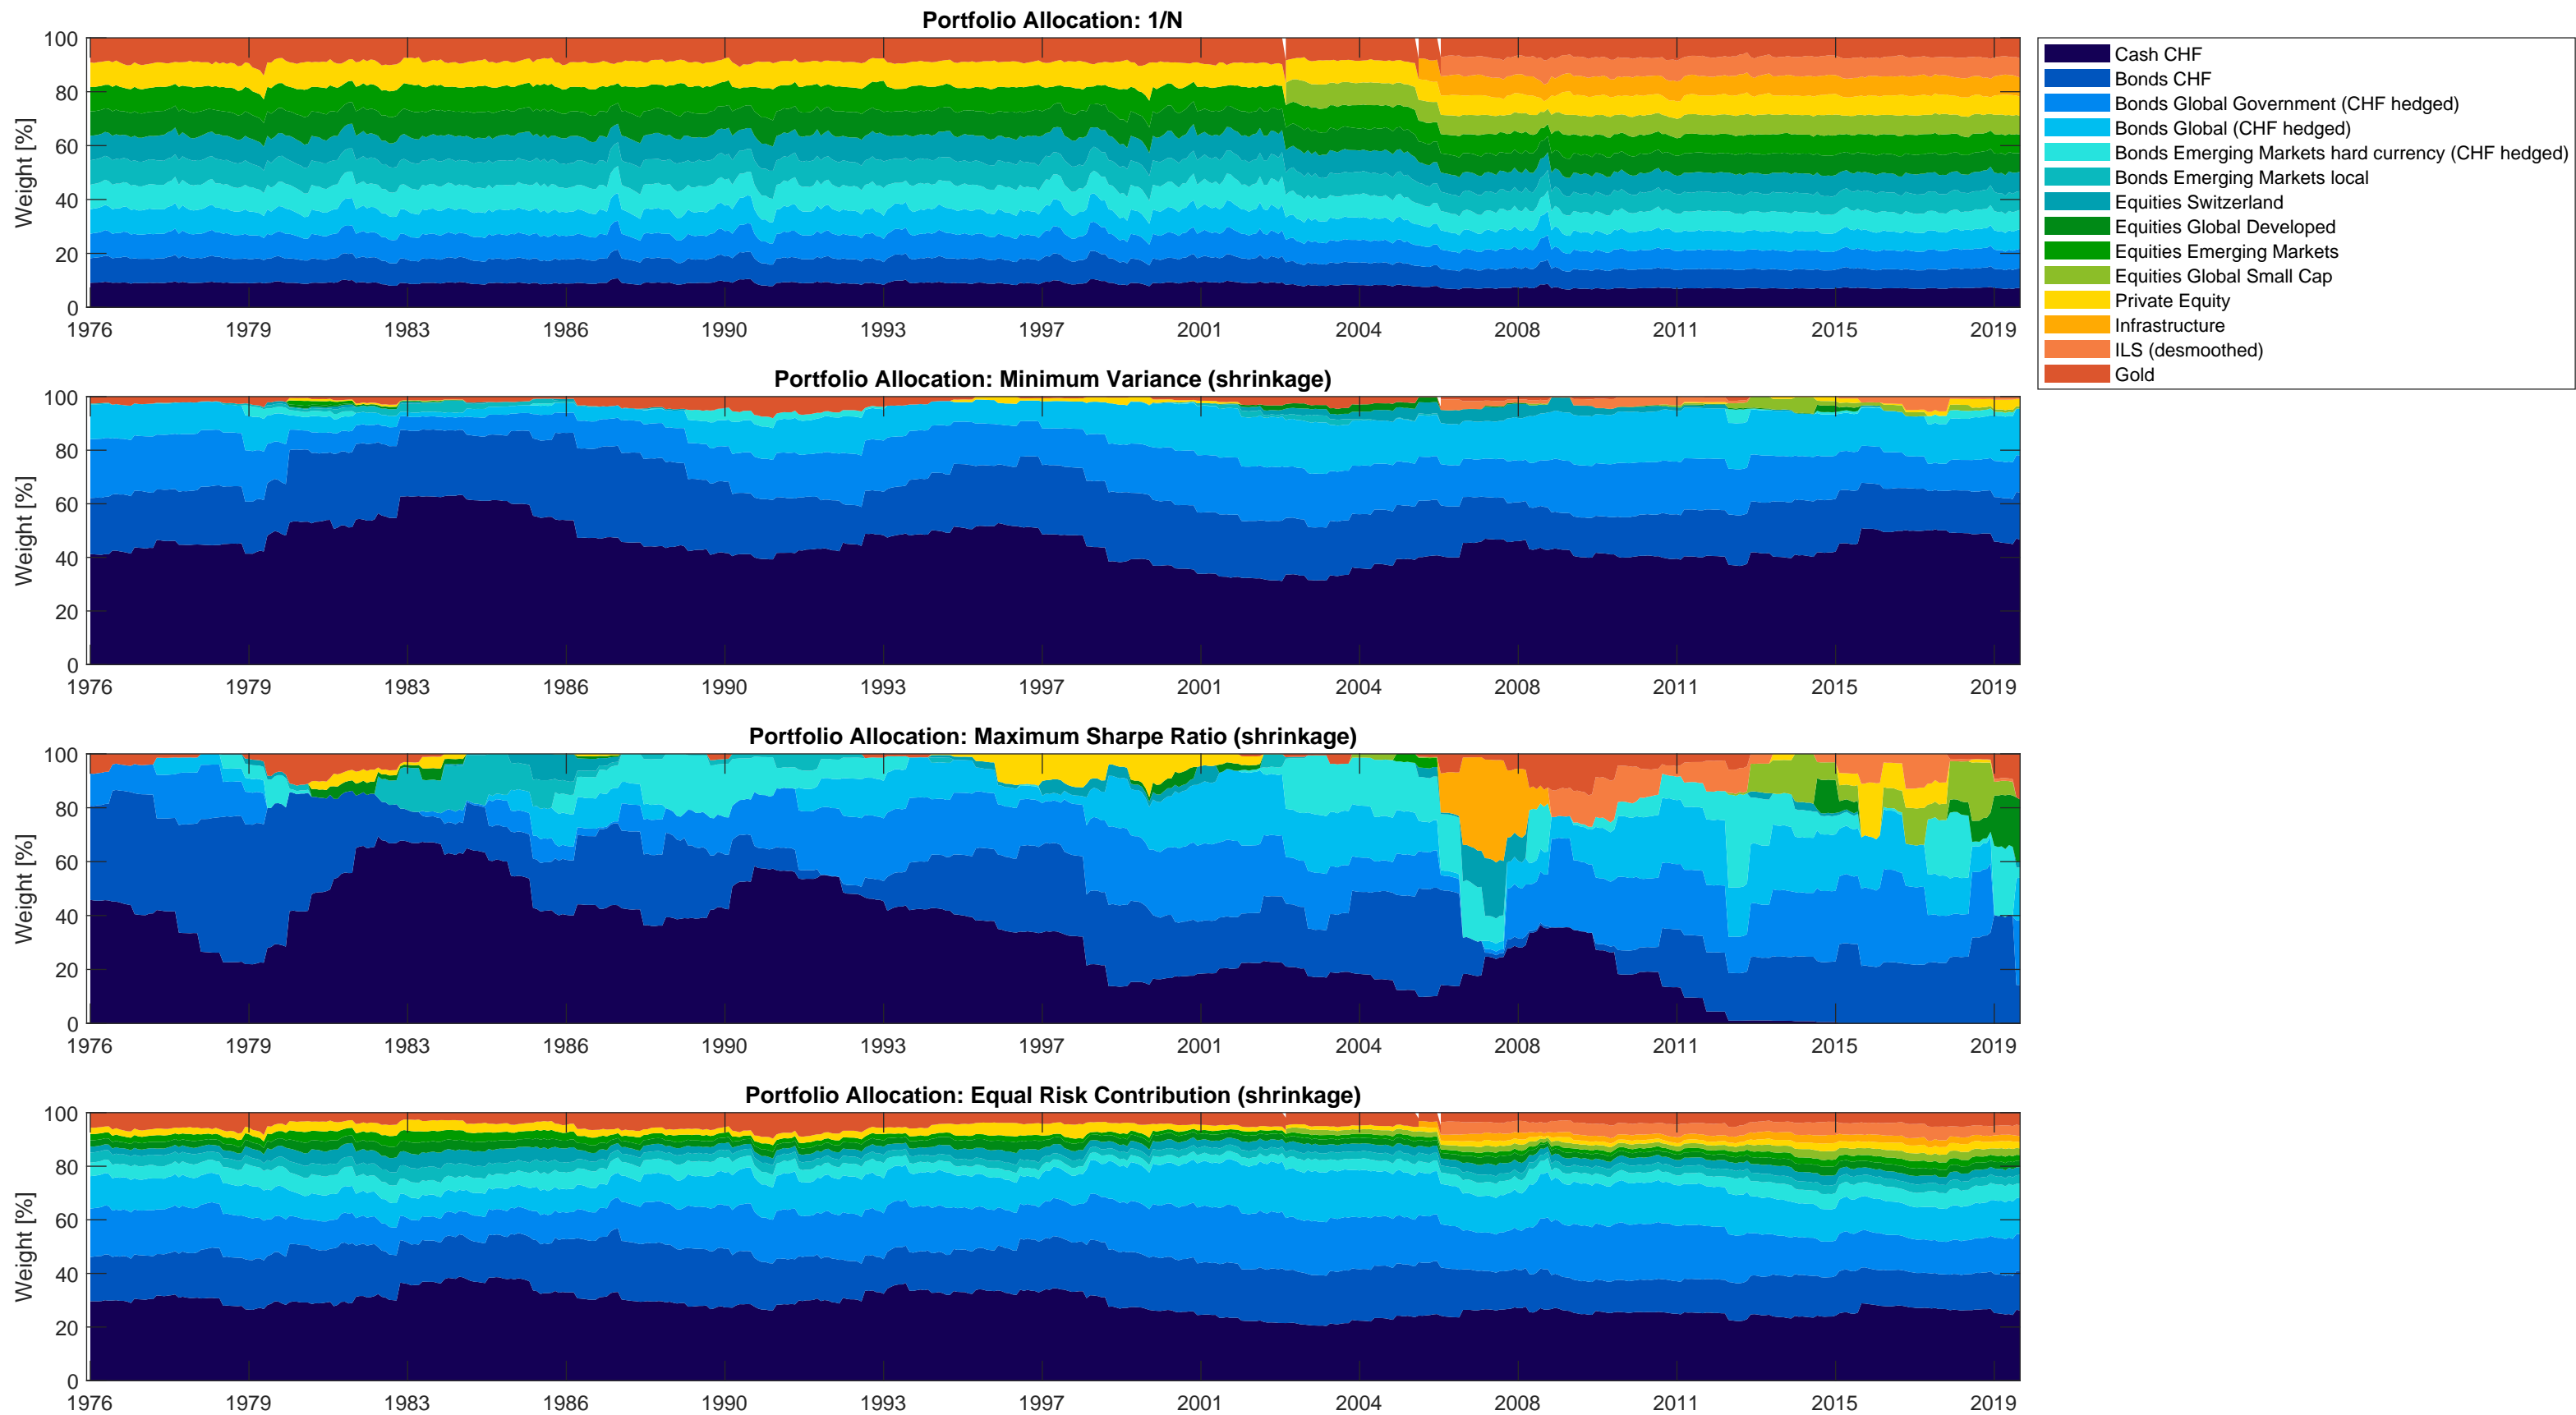 Portfolio Allocation: 1/N
Weight [%]
100
80
60
40
20
0
1976 1979 1983 1986 1990 1993 1997 2001 2004 2008 2011 2015 2019
Cash CHF
Bonds CHF
Bonds Global Government (CHF hedged)
Bonds Global (CHF hedged)
Bonds Emerging Markets hard currency (CHF hedged)
Bonds Emerging Markets local
Equities Switzerland
Equities Global Developed
Equities Emerging Markets
Equities Global Small Cap
Private Equity
Infrastructure
ILS (desmoothed)
Gold
Portfolio Allocation: Minimum Variance (shrinkage)
Weight [%]
100
80
60
40
20
0
1976 1979 1983 1986 1990 1993 1997 2001 2004 2008 2011 2015 2019
Portfolio Allocation: Maximum Sharpe Ratio (shrinkage)
Weight [%]
100
80
60
40
20
0
1976 1979 1983 1986 1990 1993 1997 2001 2004 2008 2011 2015 2019
Portfolio Allocation: Equal Risk Contribution (shrinkage)
Weight [%]
100
80
60
40
20
0
1976 1979 1983 1986 1990 1993 1997 2001 2004 2008 2011 2015 2019